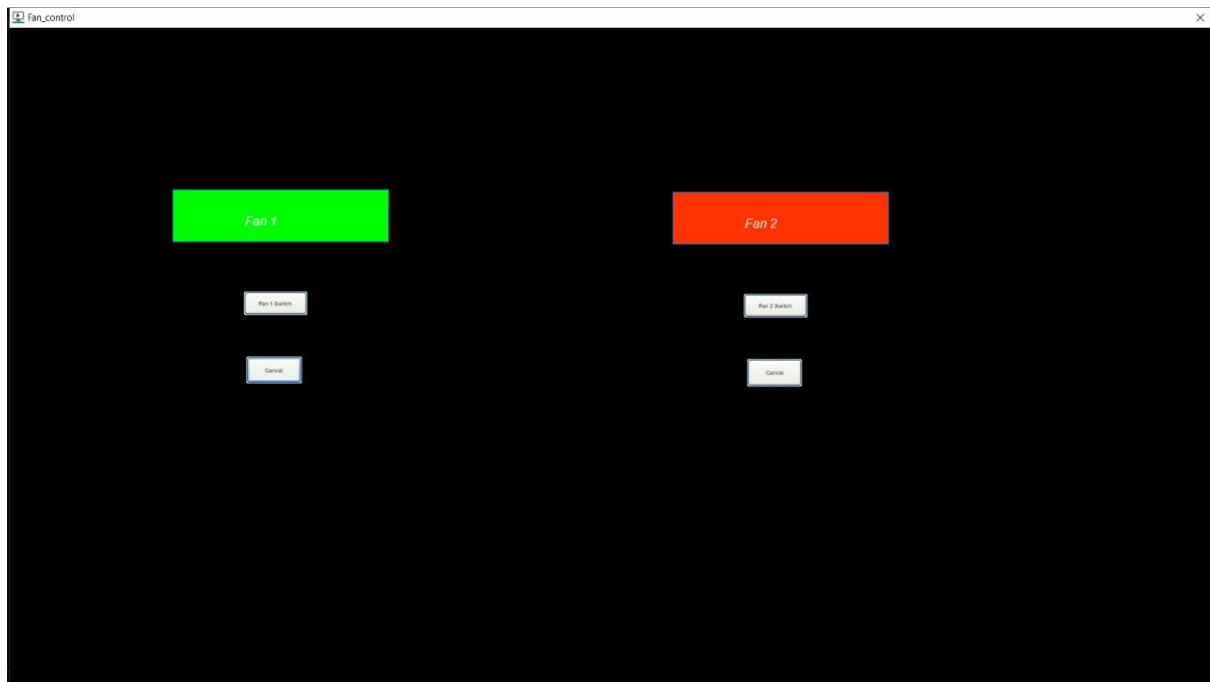 Fan_control
Fan 1
Fan 2
Fan 1 Switch
Fan 2 Switch
Cancel
Cancel